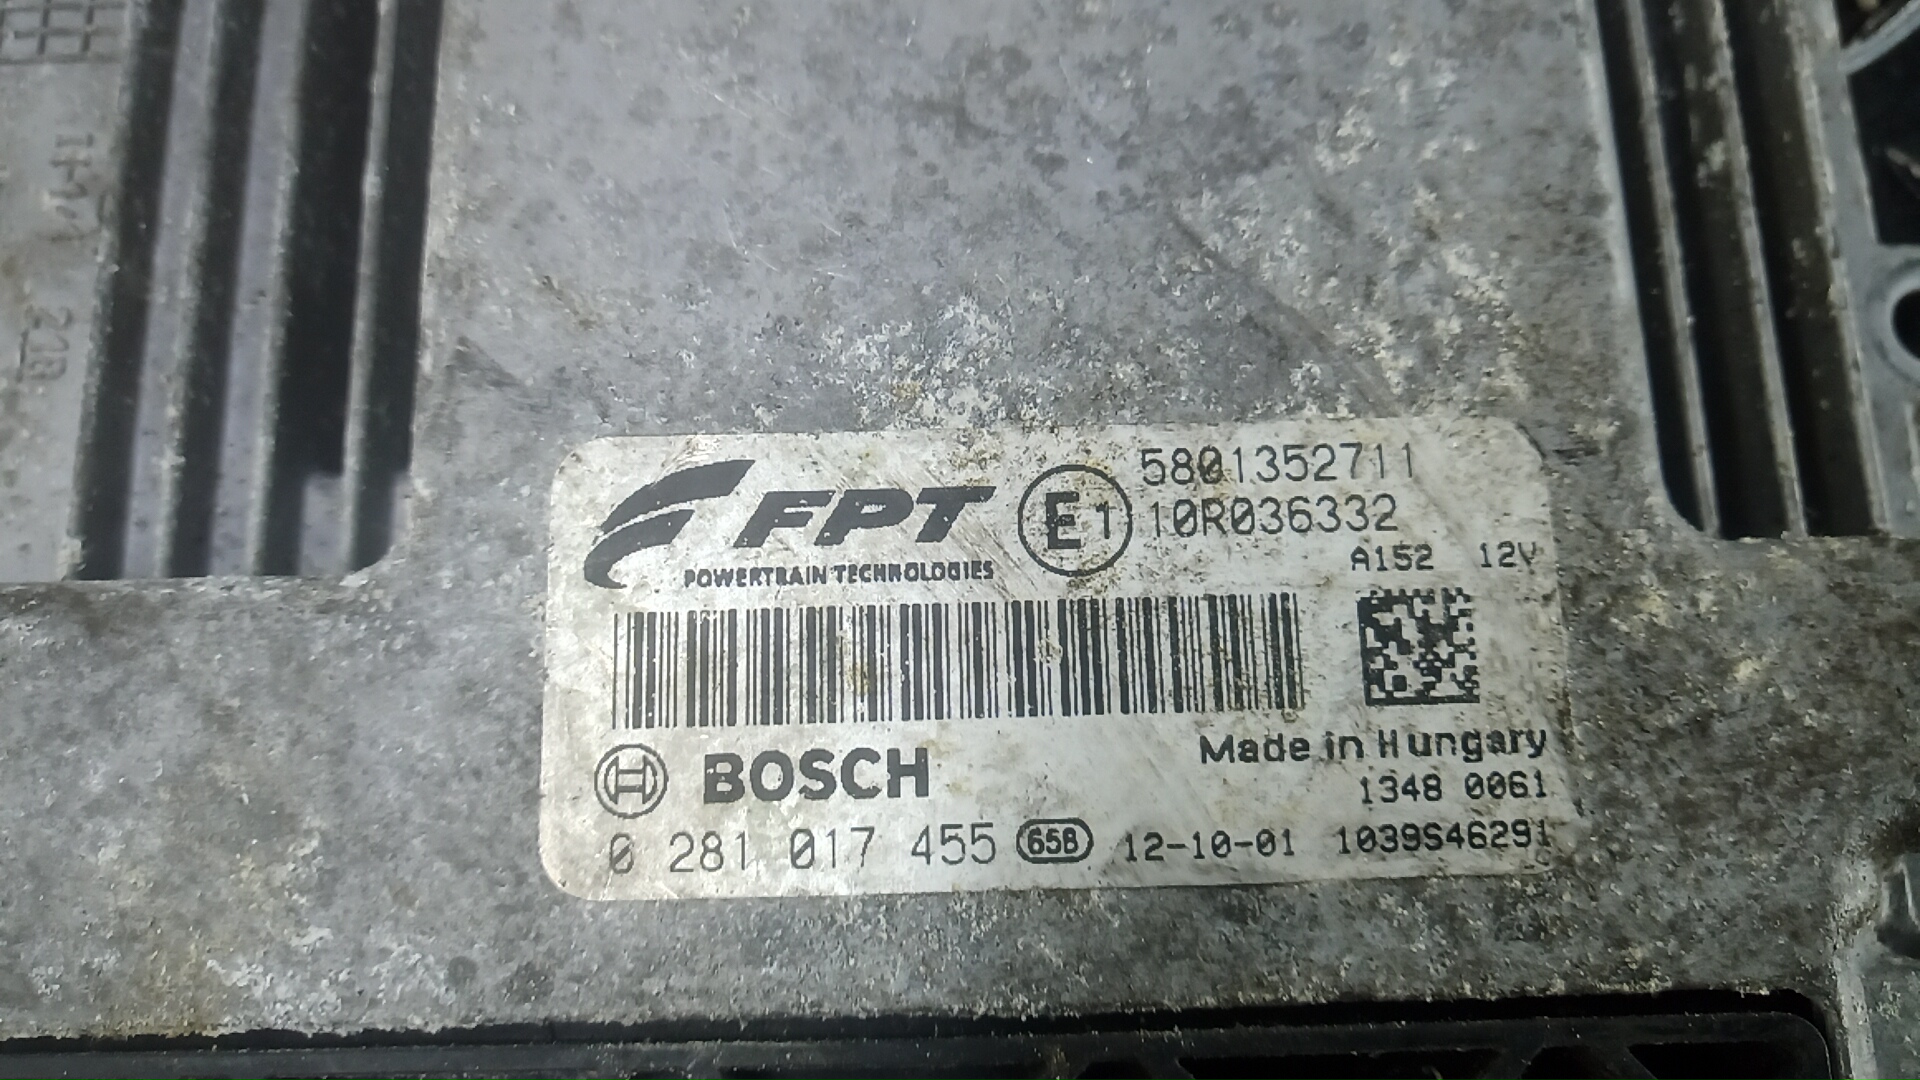 FPT
POWERTRAIN TECHNOLOGIES
E1
5801352711
10R036332
A152 12V
BOSCH
Made in Hungary
1348 0061
0 281 017 455 65B 12-10-01 1039S46291